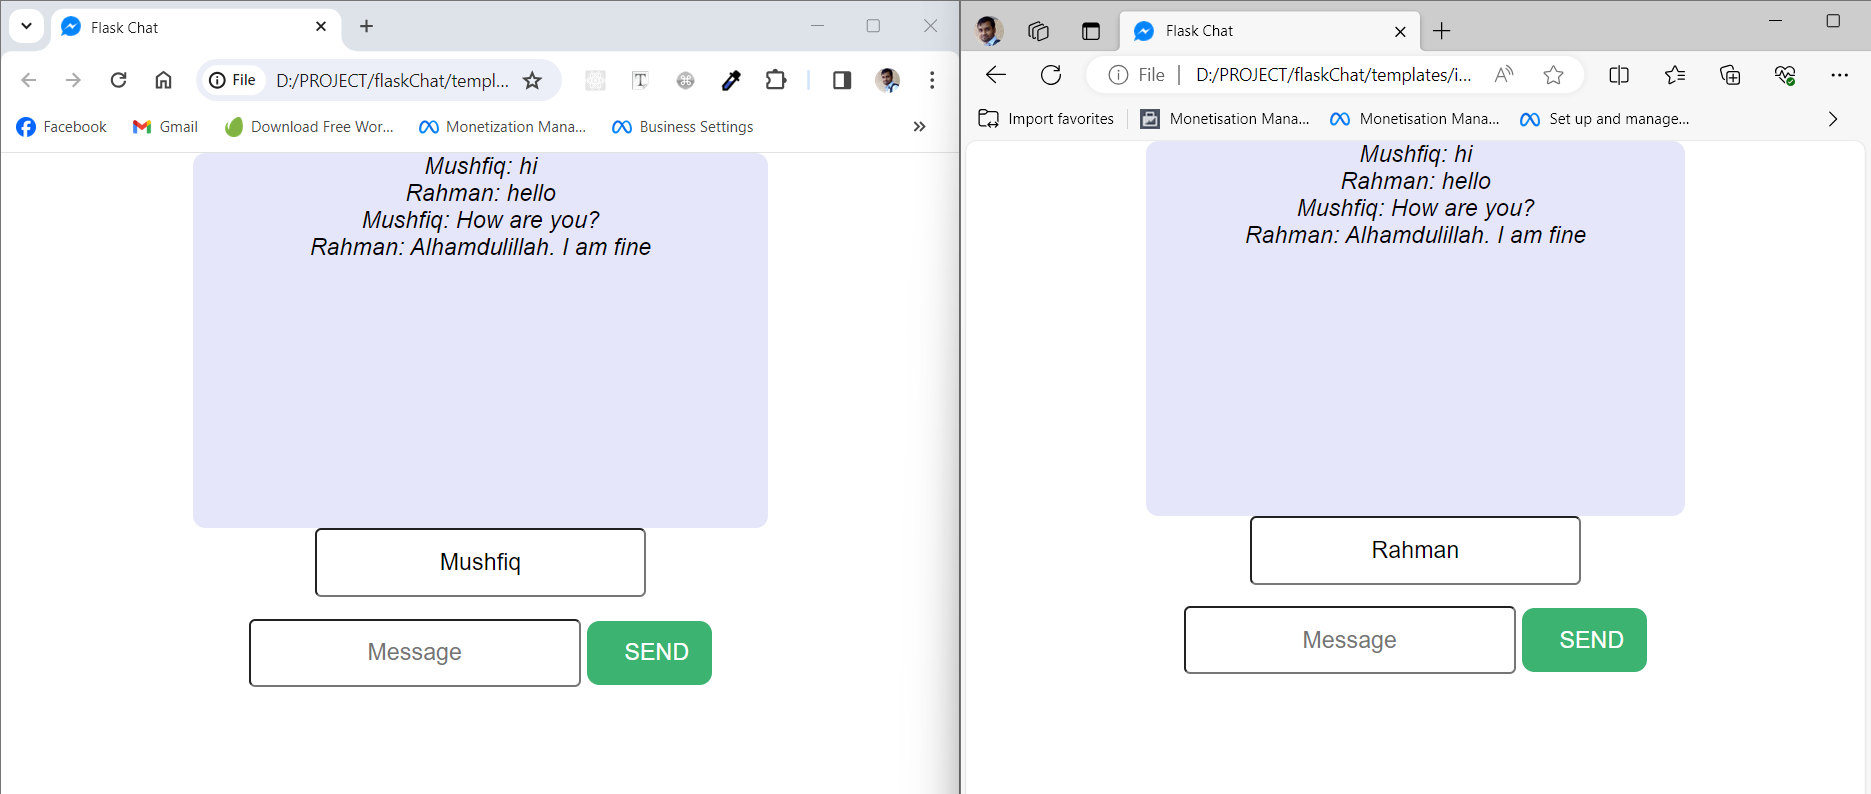 Flask Chat
File D:/PROJECT/flaskChat/templ...
Facebook Gmail Download Free Wor... Monetization Mana... Business Settings
Mushfiq: hi
Rahman: hello
Mushfiq: How are you?
Rahman: Alhamdulillah. I am fine
Mushfiq
Message SEND
Flask Chat
File D:/PROJECT/flaskChat/templates/i...
Import favorites Monetisation Mana... Monetisation Mana... Set up and manage...
Mushfiq: hi
Rahman: hello
Mushfiq: How are you?
Rahman: Alhamdulillah. I am fine
Rahman
Message SEND